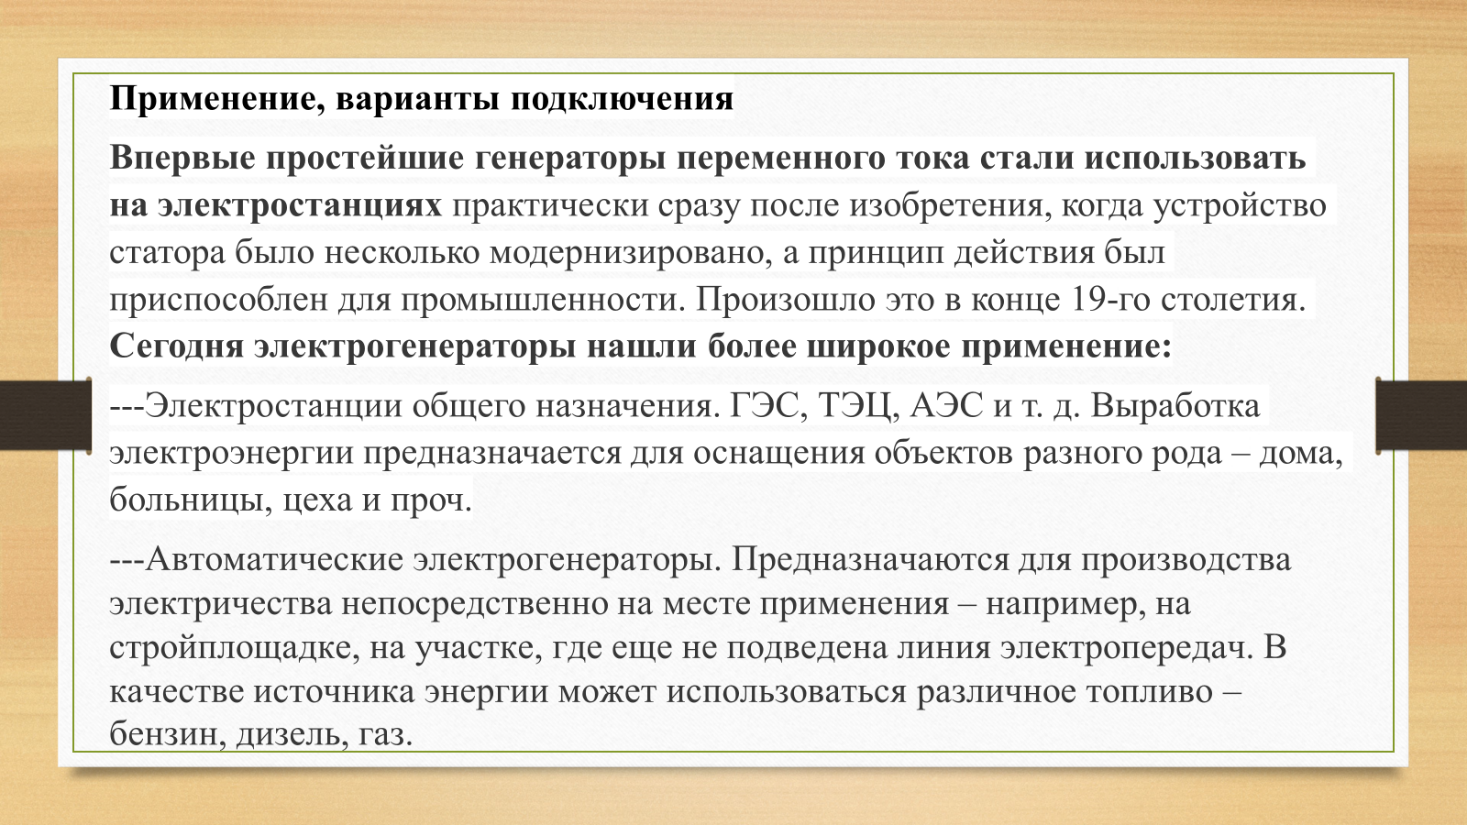 Применение, варианты подключения
Впервые простейшие генераторы переменного тока стали использовать
на электростанциях практически сразу после изобретения, когда устройство
статора было несколько модернизировано, а принцип действия был
приспособлен для промышленности. Произошло это в конце 19-го столетия.
Сегодня электрогенераторы нашли более широкое применение:
---Электростанции общего назначения. ГЭС, ТЭЦ, АЭС и т. д. Выработка
электроэнергии предназначается для оснащения объектов разного рода – дома,
больницы, цеха и проч.
---Автоматические электрогенераторы. Предназначаются для производства
электричества непосредственно на месте применения – например, на
стройплощадке, на участке, где еще не подведена линия электропередач. В
качестве источника энергии может использоваться различное топливо –
бензин, дизель, газ.